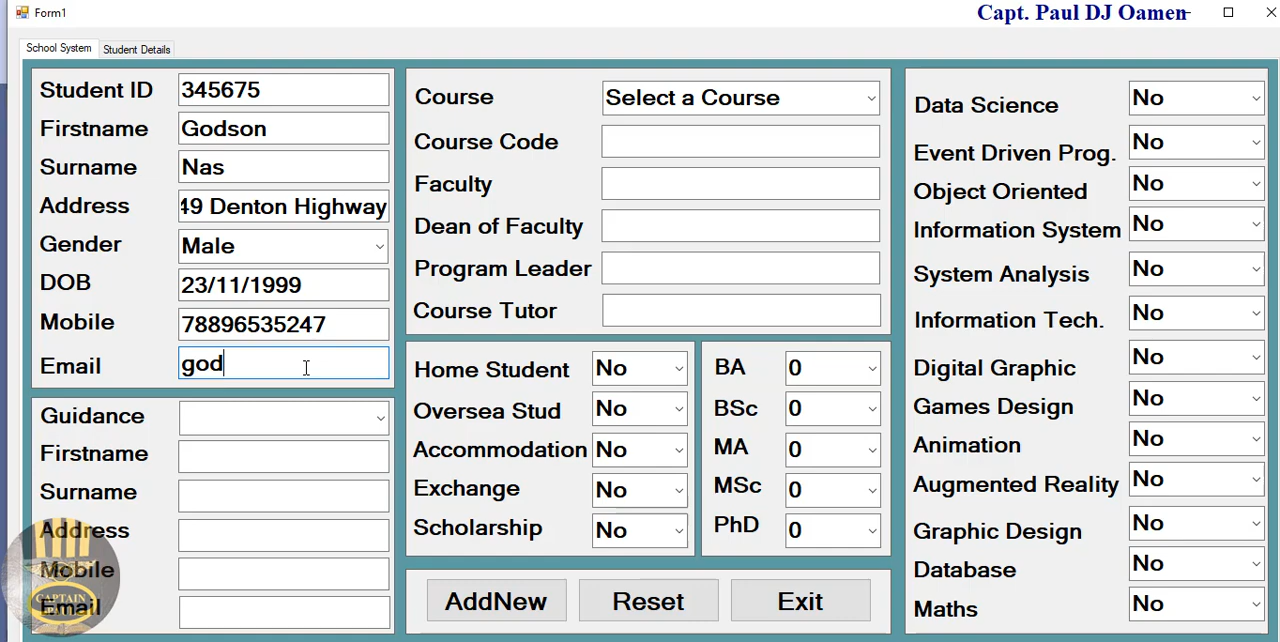 Form1
Capt. Paul DJ Oamen
School System
Student Details
Student ID 345675
Firstname Godson
Surname Nas
Address 49 Denton Highway
Gender Male
DOB 23/11/1999
Mobile 78896535247
Email god
Guidance
Firstname
Surname
Address
Mobile
Email
CAPTAIN
Course Select a Course
Course Code
Faculty
Dean of Faculty
Program Leader
Course Tutor
Home Student No
Oversea Stud No
Accommodation No
Exchange No
Scholarship No
BA 0
BSc 0
MA 0
MSc 0
PhD 0
AddNew Reset Exit
Data Science No
Event Driven Prog. No
Object Oriented No
Information System No
System Analysis No
Information Tech. No
Digital Graphic No
Games Design No
Animation No
Augmented Reality No
Graphic Design No
Database No
Maths No